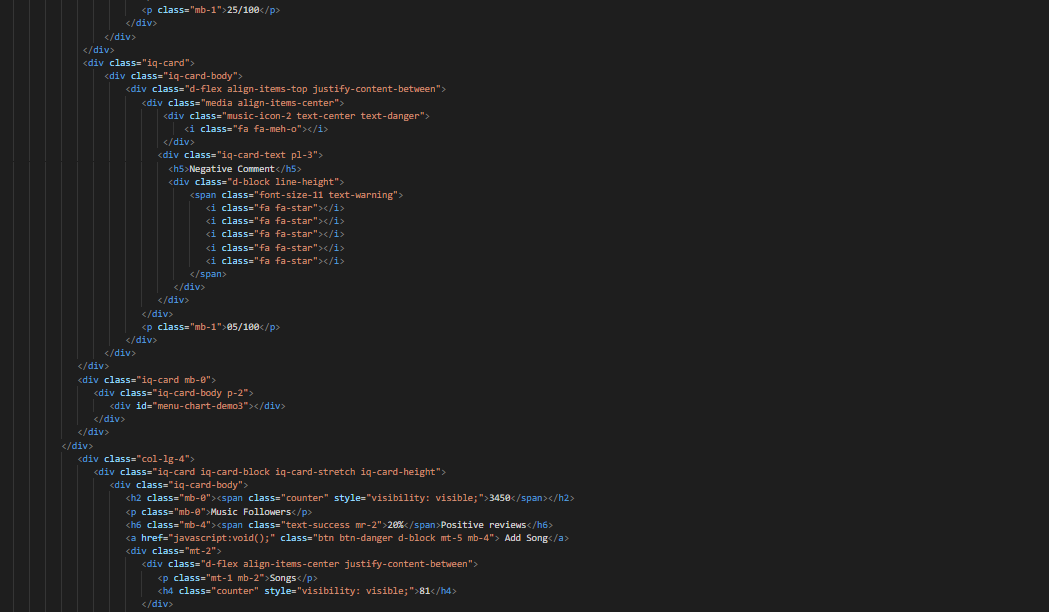 <p class="mb-1">25/100</p>
</div>
</div>
</div>
<div class="iq-card">
<div class="iq-card-body">
<div class="d-flex align-items-top justify-content-between">
<div class="media align-items-center">
<div class="music-icon-2 text-center text-danger">
<i class="fa fa-meh-o"></i>
</div>
<div class="iq-card-text pl-3">
<h5>Negative Comment</h5>
<div class="d-block line-height">
<span class="font-size-11 text-warning">
<i class="fa fa-star"></i>
<i class="fa fa-star"></i>
<i class="fa fa-star"></i>
<i class="fa fa-star"></i>
<i class="fa fa-star"></i>
</span>
</div>
</div>
</div>
<p class="mb-1">05/100</p>
</div>
</div>
</div>
<div class="iq-card mb-0">
<div class="iq-card-body p-2">
<div id="menu-chart-demo3"></div>
</div>
</div>
</div>
<div class="col-lg-4">
<div class="iq-card iq-card-block iq-card-stretch iq-card-height">
<div class="iq-card-body">
<h2 class="mb-0"><span class="counter" style="visibility: visible;">3450</span></h2>
<p class="mb-0">Music Followers</p>
<h6 class="mb-4"><span class="text-success mr-2">20%</span>Positive reviews</h6>
<a href="javascript:void();" class="btn btn-danger d-block mt-5 mb-4"> Add Song</a>
<div class="mt-2">
<div class="d-flex align-items-center justify-content-between">
<p class="mt-1 mb-2">Songs</p>
<h4 class="counter" style="visibility: visible;">81</h4>
</div>